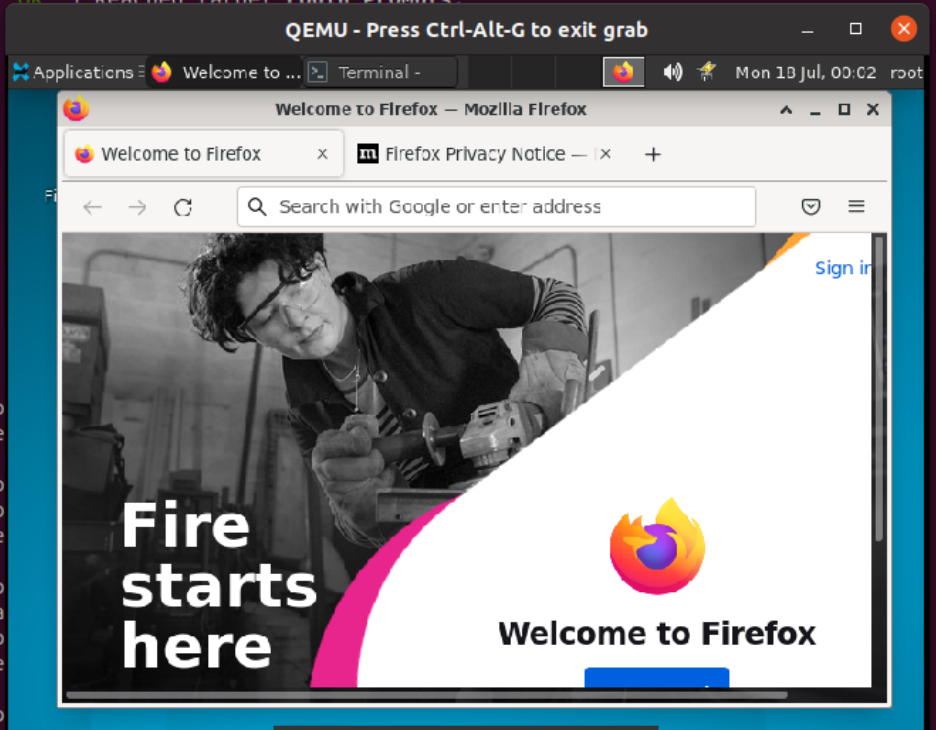 QEMU - Press Ctrl-Alt-G to exit grab
Applications
Welcome to ...
Terminal -
Mon 18 Jul, 00:02
root
Welcome to Firefox — Mozilla Firefox
Welcome to Firefox
m
Firefox Privacy Notice —
Search with Google or enter address
Sign in
Fire
starts
here
Welcome to Firefox